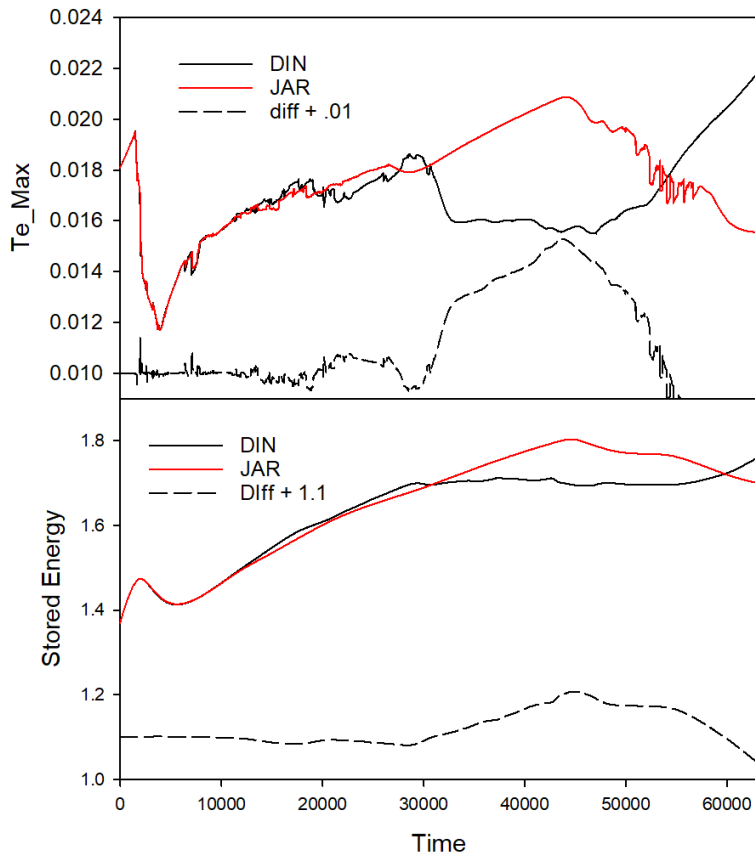 0.024
0.022
0.020
0.018
0.016
0.014
0.012
0.010
Te_Max
DIN
JAR
diff + .01
1.8
1.6
1.4
1.2
1.0
Stored Energy
DIN
JAR
DIff + 1.1
0 10000 20000 30000 40000 50000 60000
Time